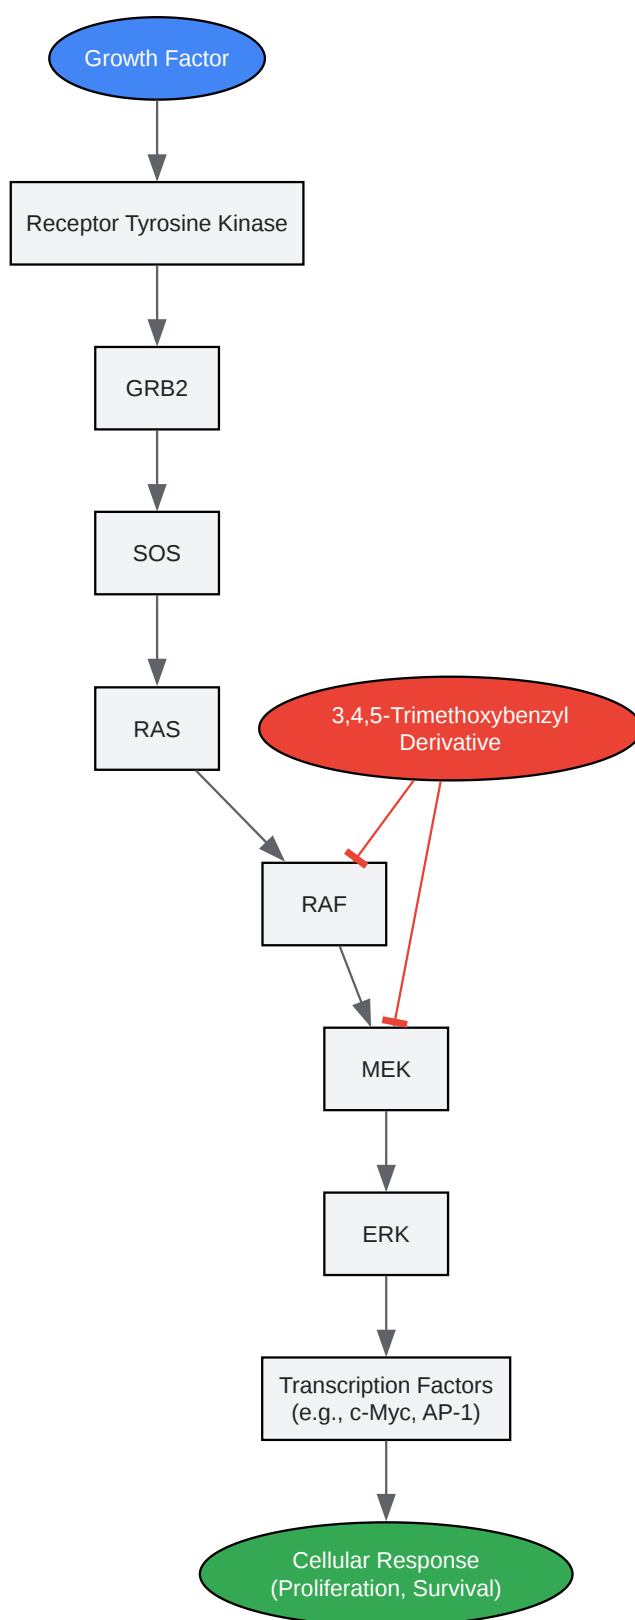 Growth Factor
Receptor Tyrosine Kinase
GRB2
SOS
RAS
3,4,5-Trimethoxybenzyl
Derivative
RAF
MEK
ERK
Transcription Factors
(e.g., c-Myc, AP-1)
Cellular Response
(Proliferation, Survival)